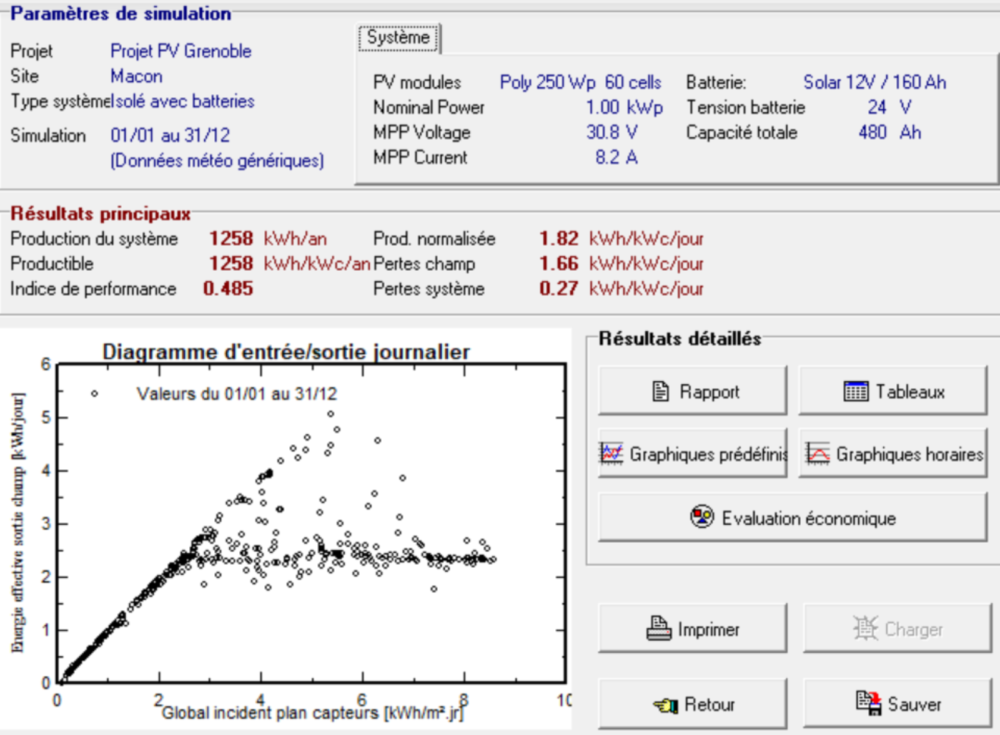 Paramètres de simulation
Projet Projet PV Grenoble
Site Macon
Type système Isolé avec batteries
Simulation 01/01 au 31/12
(Données météo génériques)
Système
PV modules Poly 250 Wp 60 cells Batterie: Solar 12V / 160 Ah
Nominal Power 1.00 kWp Tension batterie 24 V
MPP Voltage 30.8 V Capacité totale 480 Ah
MPP Current 8.2 A
Résultats principaux
Production du système 1258 kWh/an Prod. normalisée 1.82 kWh/kWc/jour
Productible 1258 kWh/kWc/an Pertes champ 1.66 kWh/kWc/jour
Indice de performance 0.485 Pertes système 0.27 kWh/kWc/jour
Diagramme d'entrée/sortie journalier
Valeurs du 01/01 au 31/12
Energie effective sortie champ [kWh/jour]
6
5
4
3
2
1
0
0 2 4 6 8 10
Global incident plan capteurs [kWh/m².jr]
Résultats détaillés
Rapport Tableaux
Graphiques prédéfinis Graphiques horaires
Evaluation économique
Imprimer Charger
Retour Sauver